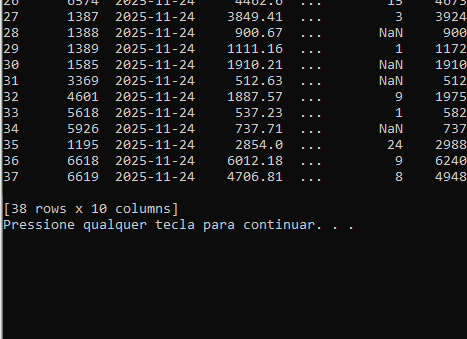 26 6574 2025-11-24 4462.6 ... 15 4673
27 1387 2025-11-24 3849.41 ... 3 3924
28 1388 2025-11-24 900.67 ... NaN 900
29 1389 2025-11-24 1111.16 ... 1 1172
30 1585 2025-11-24 1910.21 ... NaN 1910
31 3369 2025-11-24 512.63 ... NaN 512
32 4601 2025-11-24 1887.57 ... 9 1975
33 5618 2025-11-24 537.23 ... 1 582
34 5926 2025-11-24 737.71 ... NaN 737
35 1195 2025-11-24 2854.0 ... 24 2988
36 6618 2025-11-24 6012.18 ... 9 6240
37 6619 2025-11-24 4706.81 ... 8 4948
[38 rows x 10 columns]
Pressione qualquer tecla para continuar. . .